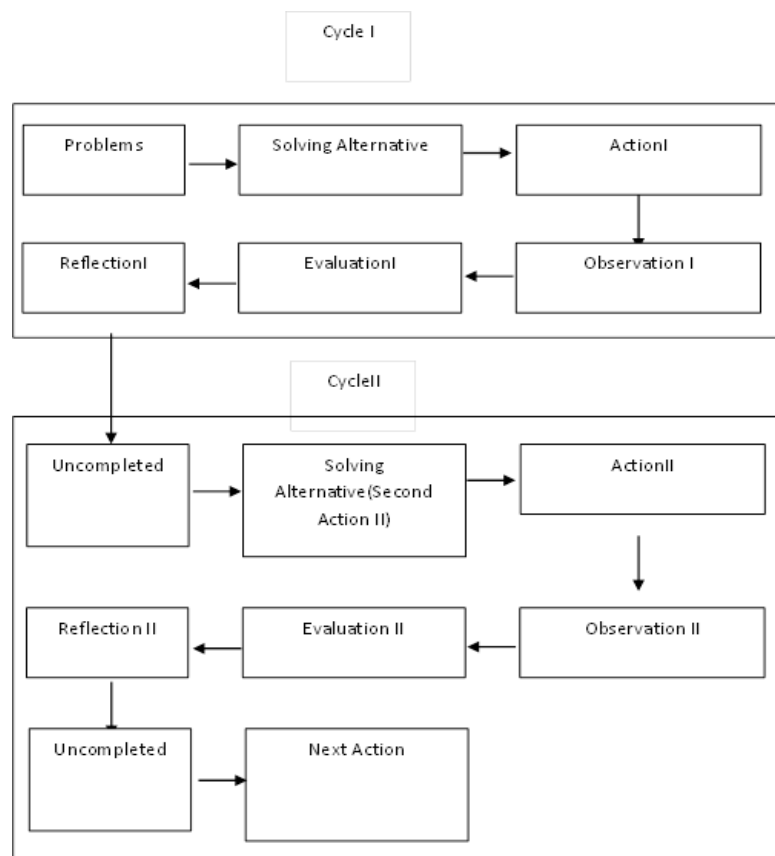 Cycle I
Problems
Solving Alternative
ActionI
ReflectionI
EvaluationI
Observation I
CycleII
Uncompleted
Solving
Alternative(Second
Action II)
ActionII
Reflection II
Evaluation II
Observation II
Uncompleted
Next Action